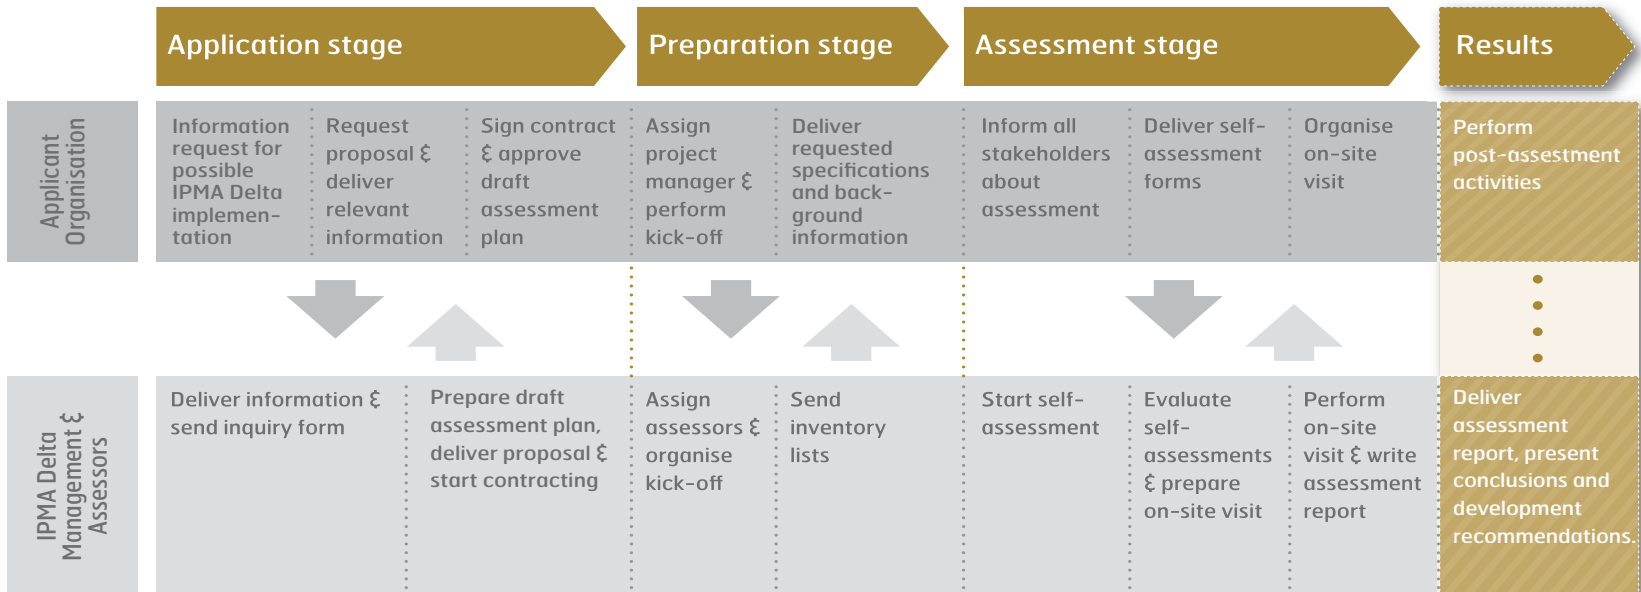 Application stage
Preparation stage
Assessment stage
Results
Applicant
Organisation
Information
request for
possible
IPMA Delta
implemen-
tation
Request
proposal &
deliver
relevant
information
Sign contract
& approve
draft
assessment
plan
Assign
project
manager &
perform
kick-off
Deliver
requested
specifications
and back-
ground
information
Inform all
stakeholders
about
assessment
Deliver self-
assessment
forms
Organise
on-site
visit
Perform
post-assestment
activities
IPMA Delta
Management &
Assessors
Deliver information &
send inquiry form
Prepare draft
assessment plan,
deliver proposal &
start contracting
Assign
assessors &
organise
kick-off
Send
inventory
lists
Start self-
assessment
Evaluate
self-
assessments
& prepare
on-site visit
Perform
on-site
visit & write
assessment
report
Deliver
assessment
report, present
conclusions and
development
recommendations.